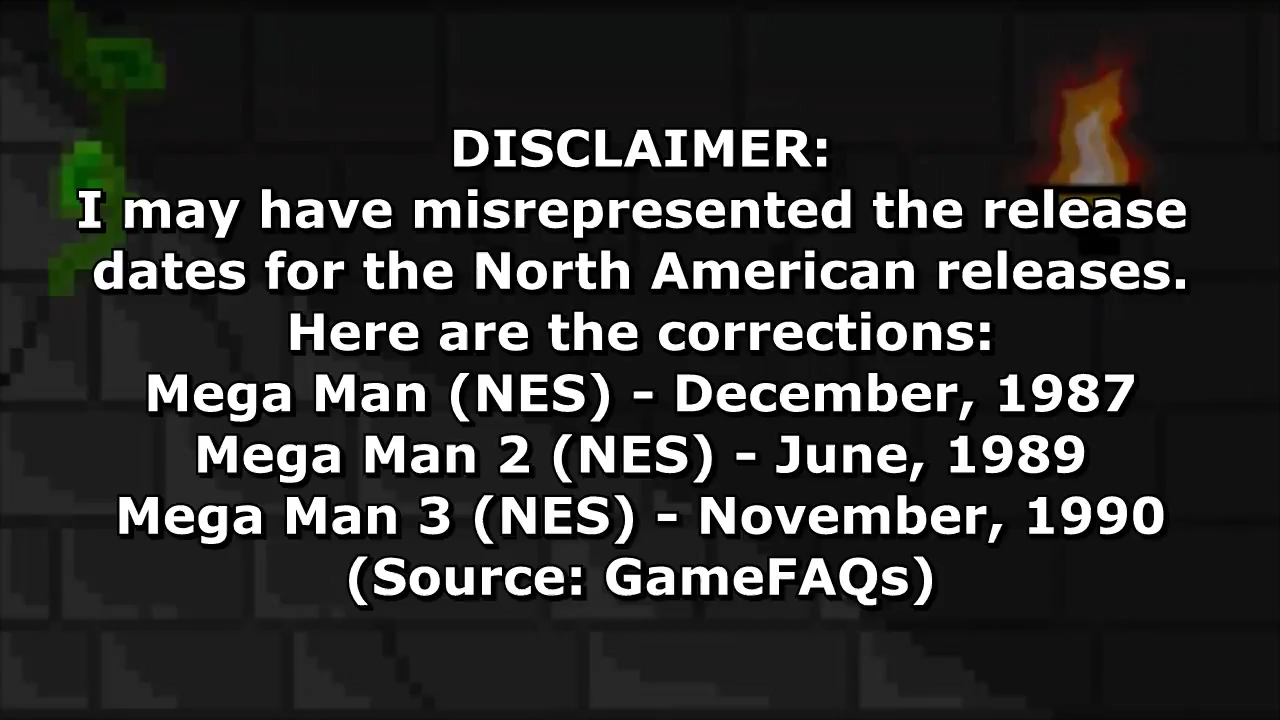 DISCLAIMER:
I may have misrepresented the release
dates for the North American releases.
Here are the corrections:
Mega Man (NES) - December, 1987
Mega Man 2 (NES) - June, 1989
Mega Man 3 (NES) - November, 1990
(Source: GameFAQs)